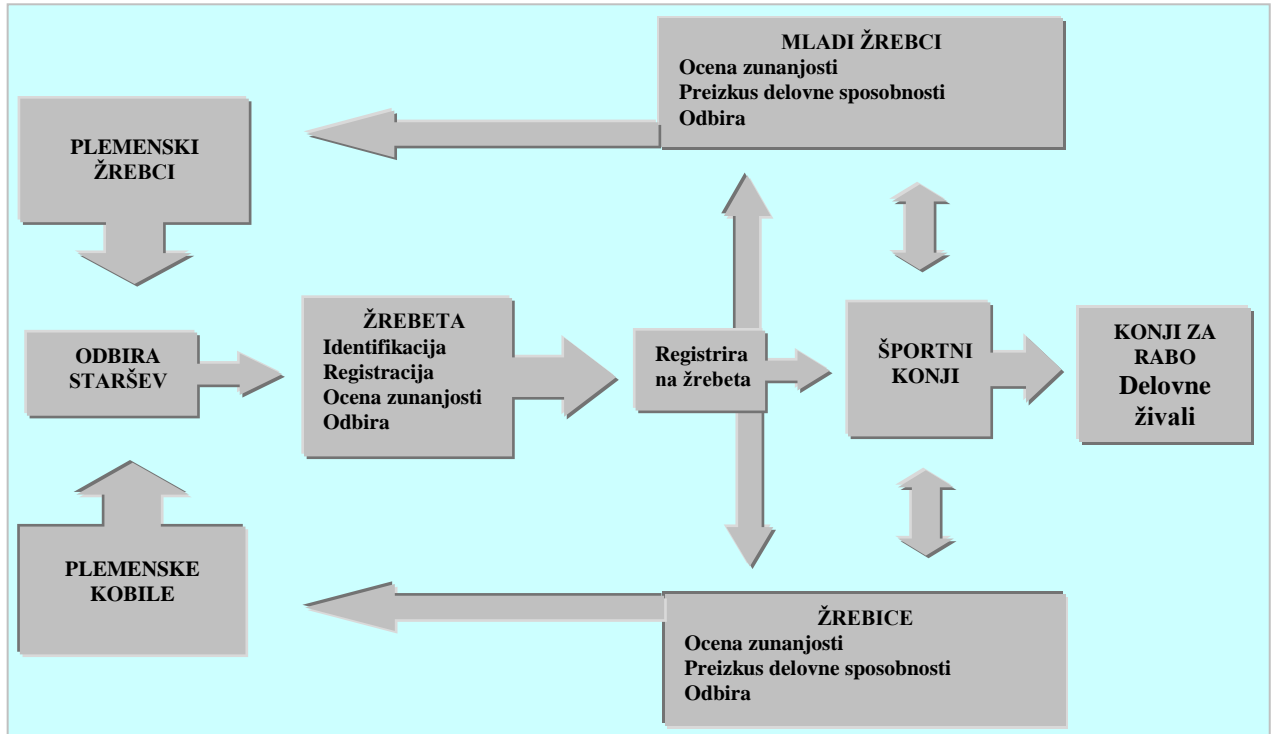 MLADI ŽREBCI
Ocena zunanjosti
Preizkus delovne sposobnosti
Odbira
PLEMENSKI
ŽREBCI
ODBIRA
STARŠEV
ŽREBETA
Identifikacija
Registracija
Ocena zunanjosti
Odbira
Registrira
na žrebeta
ŠPORTNI
KONJI
KONJI ZA
RABO
Delovne
živali
PLEMENSKE
KOBILE
ŽREBICE
Ocena zunanjosti
Preizkus delovne sposobnosti
Odbira